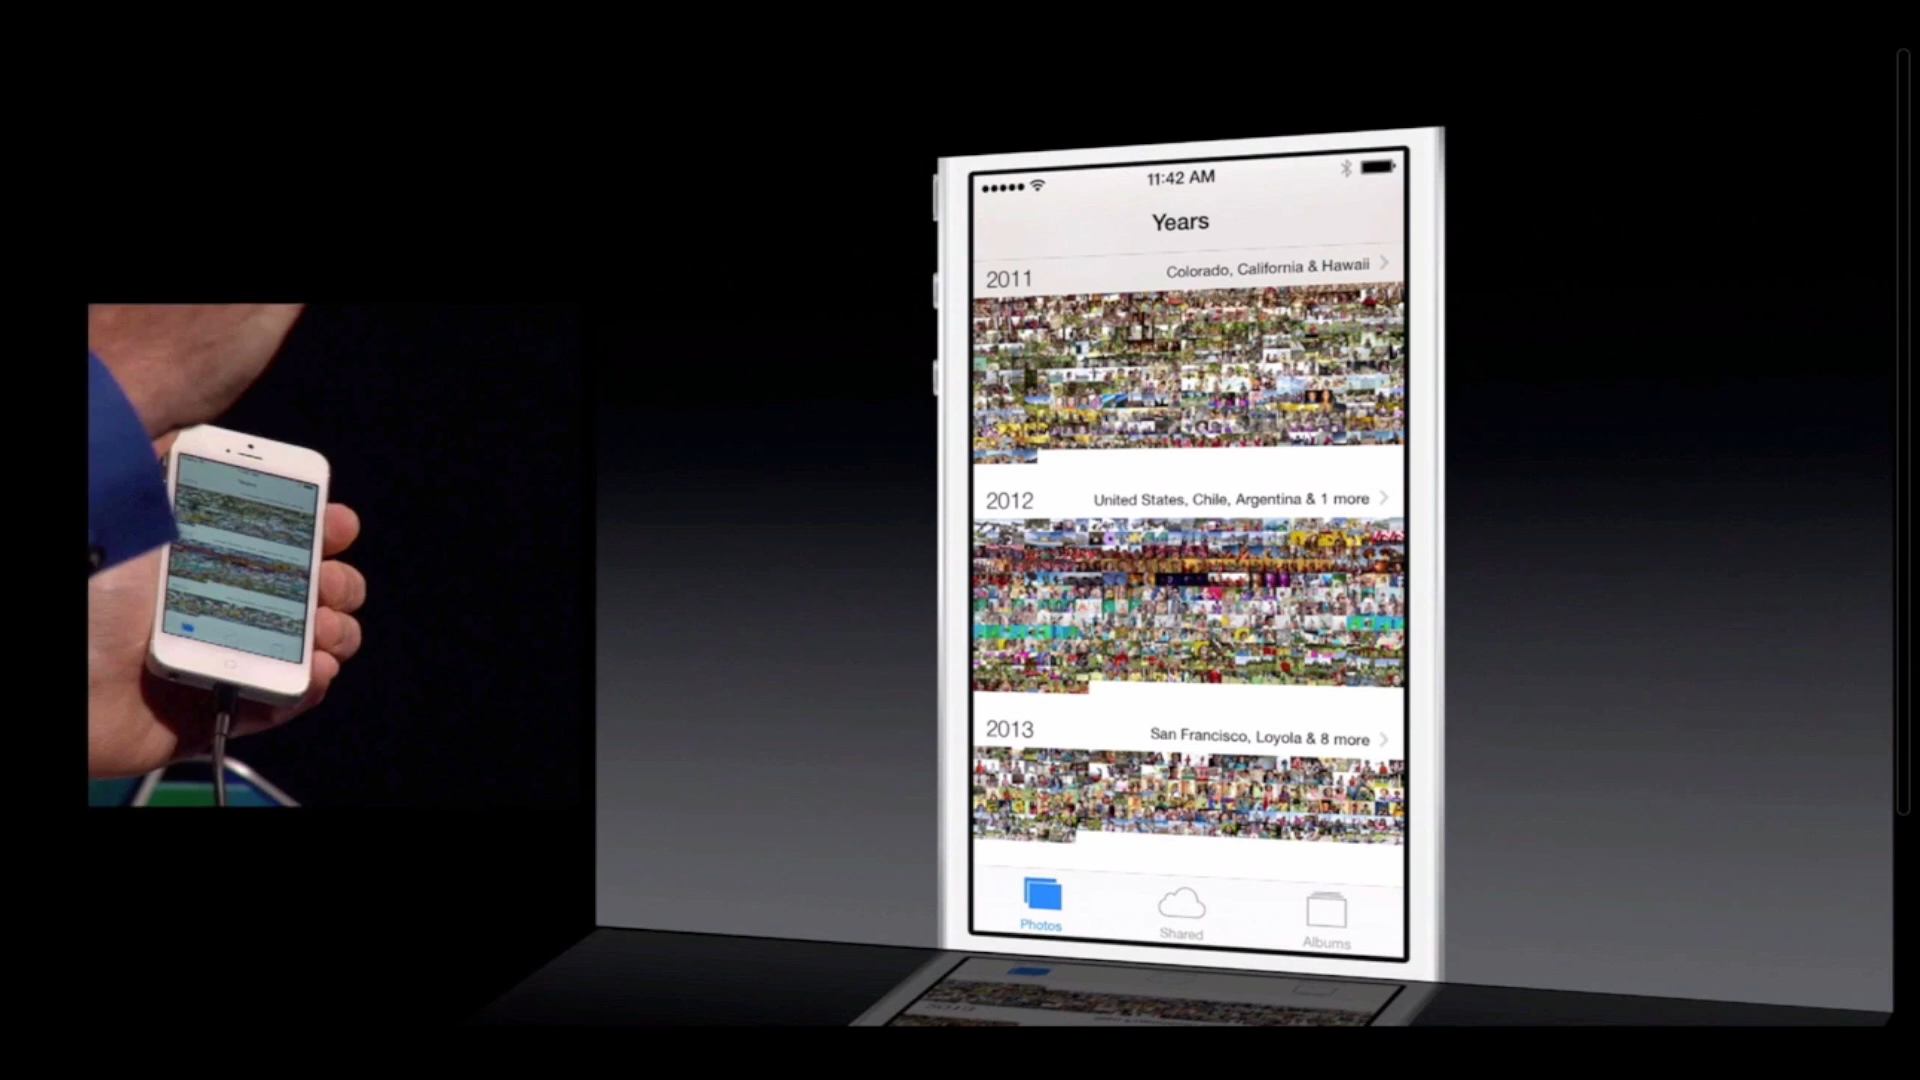 11:42 AM
Years
2011 Colorado, California & Hawaii
2012 United States, Chile, Argentina & 1 more
2013 San Francisco, Loyola & 8 more
Photos Shared Albums